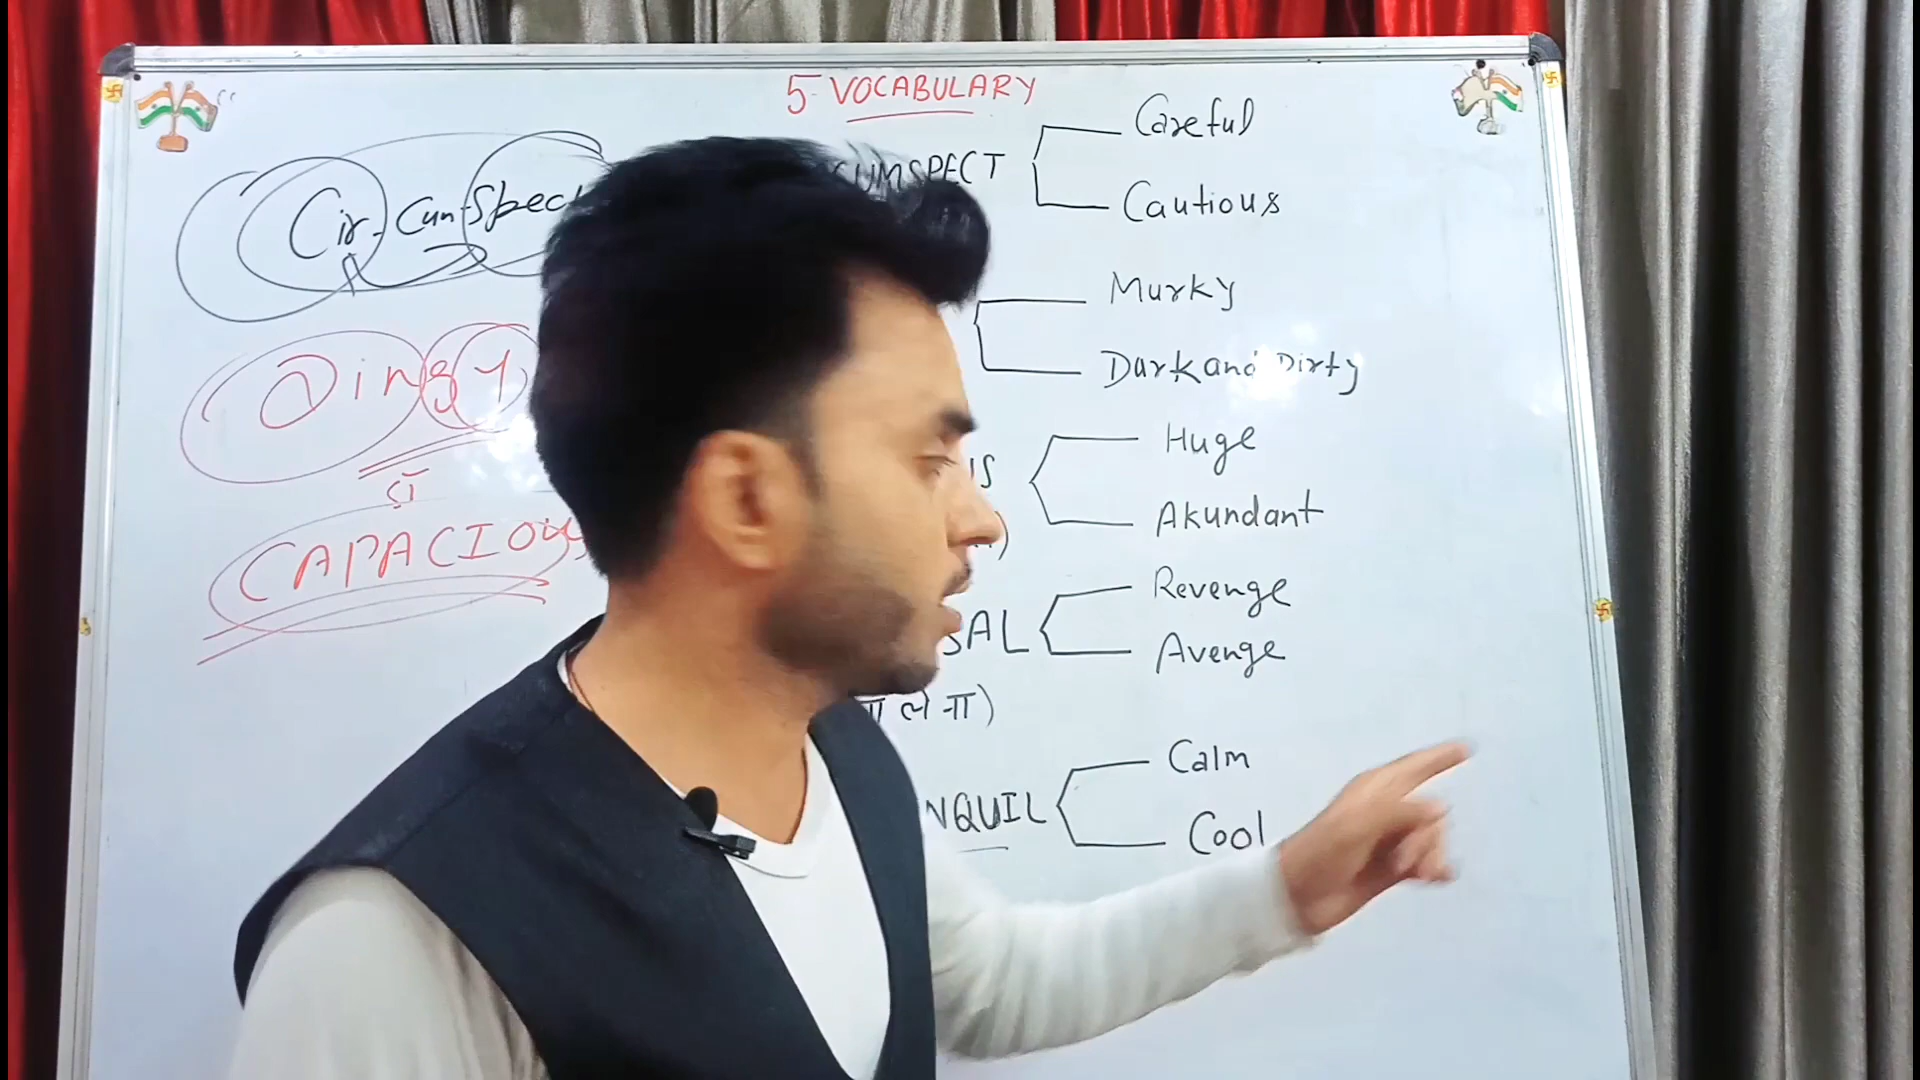 5 VOCABULARY
Careful
CUMSPECT
Cautious
Cir-Cum-Spect
Murky
Dark and Dirty
Dingy
Huge
Akundant
CAPACIOUS
Revenge
SAL
Avenge
ा लेना)
Calm
NQUIL
Cool